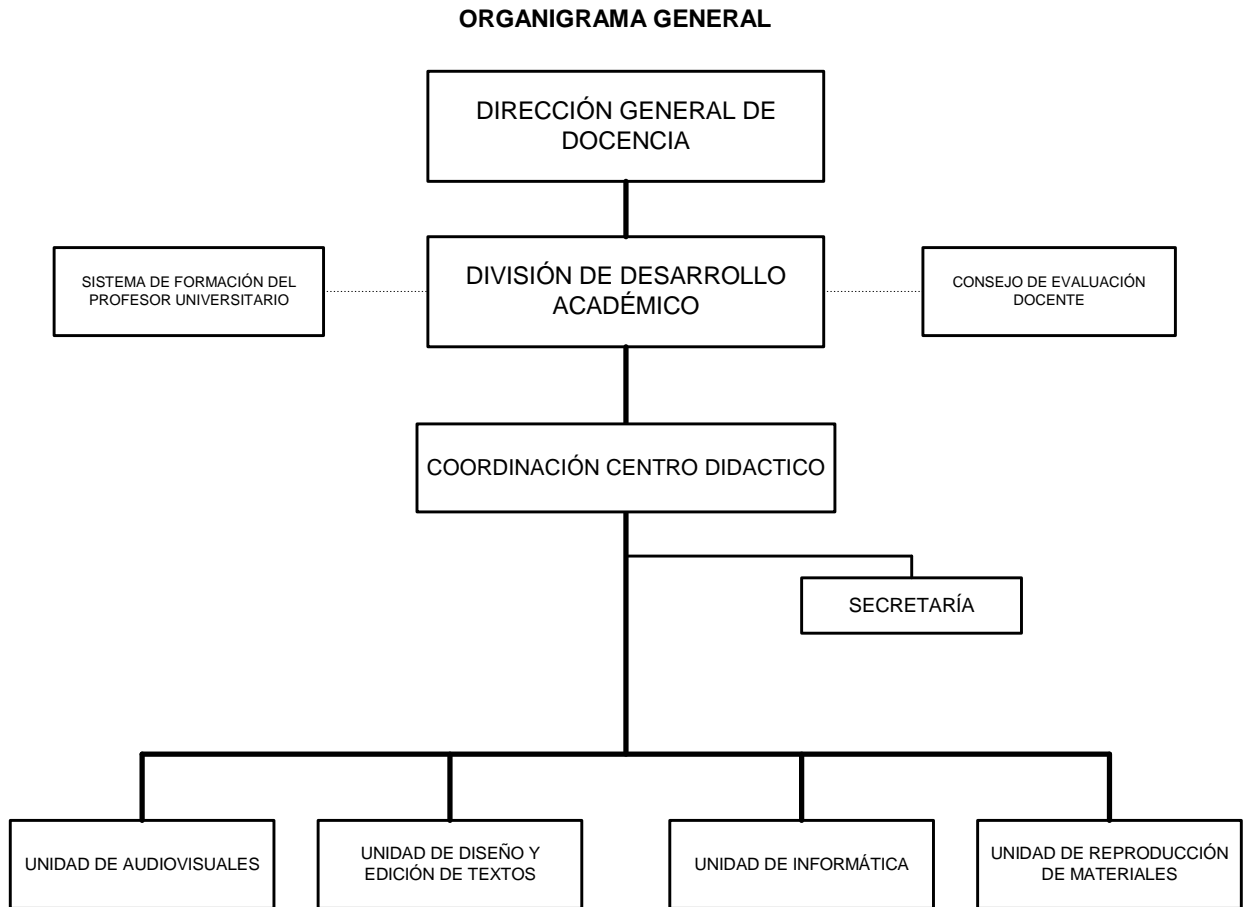 ORGANIGRAMA GENERAL
DIRECCIÓN GENERAL DE
DOCENCIA
SISTEMA DE FORMACIÓN DEL
PROFESOR UNIVERSITARIO
DIVISIÓN DE DESARROLLO
ACADÉMICO
CONSEJO DE EVALUACIÓN
DOCENTE
COORDINACIÓN CENTRO DIDACTICO
SECRETARÍA
UNIDAD DE AUDIOVISUALES
UNIDAD DE DISEÑO Y
EDICIÓN DE TEXTOS
UNIDAD DE INFORMÁTICA
UNIDAD DE REPRODUCCIÓN
DE MATERIALES